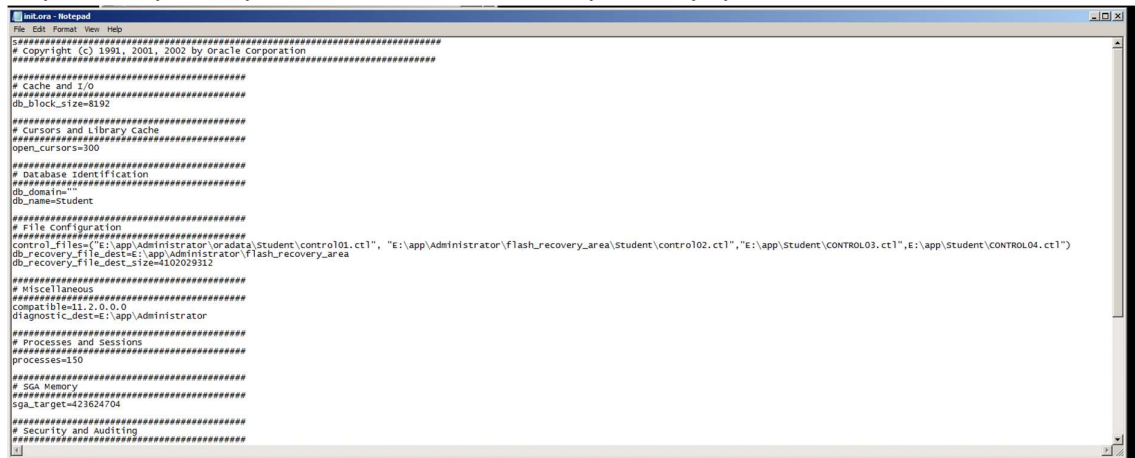 init.ora - Notepad
File Edit Format View Help
s##############################################################################
# Copyright (c) 1991, 2001, 2002 by Oracle Corporation
##############################################################################
###########################################
# Cache and I/O
###########################################
db_block_size=8192
###########################################
# Cursors and Library Cache
###########################################
open_cursors=300
###########################################
# Database Identification
###########################################
db_domain=""
db_name=Student
###########################################
# File Configuration
###########################################
control_files=("E:\app\Administrator\oradata\Student\control01.ctl", "E:\app\Administrator\flash_recovery_area\Student\control02.ctl","E:\app\Student\CONTROL03.ctl",E:\app\Student\CONTROL04.ctl")
db_recovery_file_dest=E:\app\Administrator\flash_recovery_area
db_recovery_file_dest_size=4102029312
###########################################
# Miscellaneous
###########################################
compatible=11.2.0.0.0
diagnostic_dest=E:\app\Administrator
###########################################
# Processes and Sessions
###########################################
processes=150
###########################################
# SGA Memory
###########################################
sga_target=423624704
###########################################
# Security and Auditing
###########################################